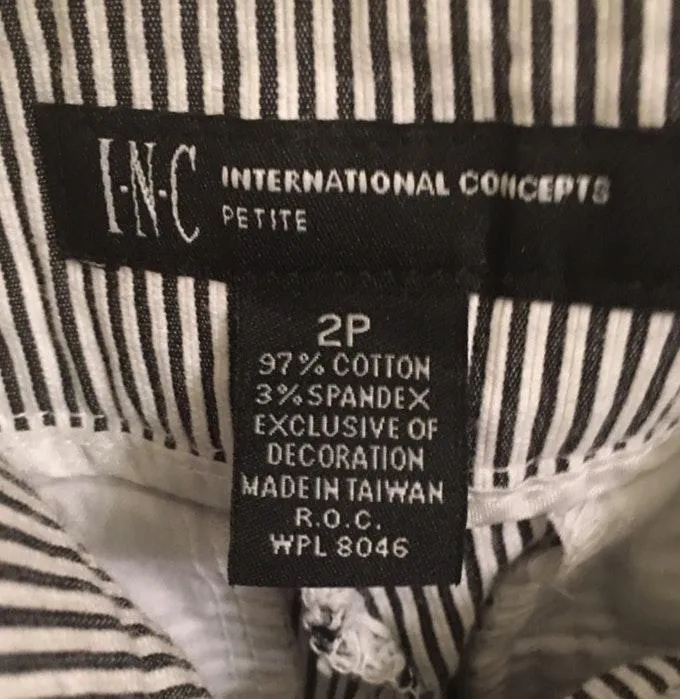 I·N·C INTERNATIONAL CONCEPTS
PETITE
2P
97% COTTON
3% SPANDEX
EXCLUSIVE OF
DECORATION
MADE IN TAIWAN
R.O.C.
WPL 8046